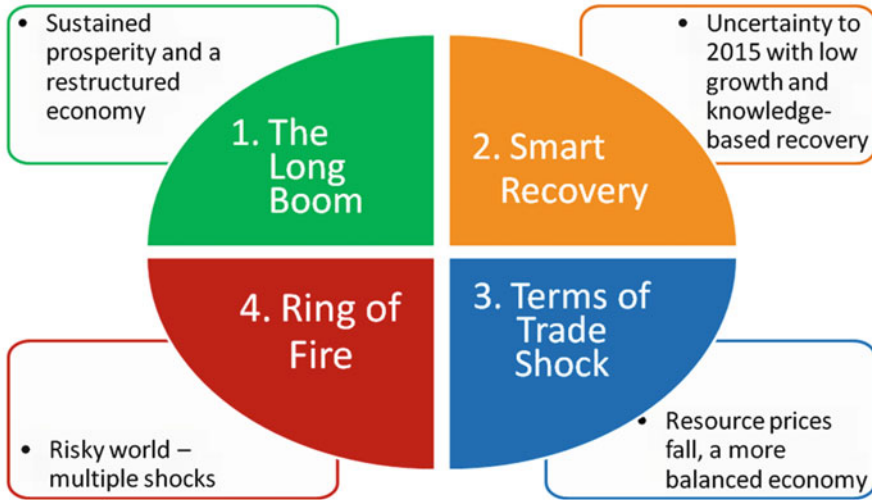 • Sustained
prosperity and a
restructured
economy
• Uncertainty to
2015 with low
growth and
knowledge-
based recovery
1. The
Long
Boom
2. Smart
Recovery
4. Ring of
Fire
3. Terms of
Trade
Shock
• Risky world –
multiple shocks
• Resource prices
fall, a more
balanced economy